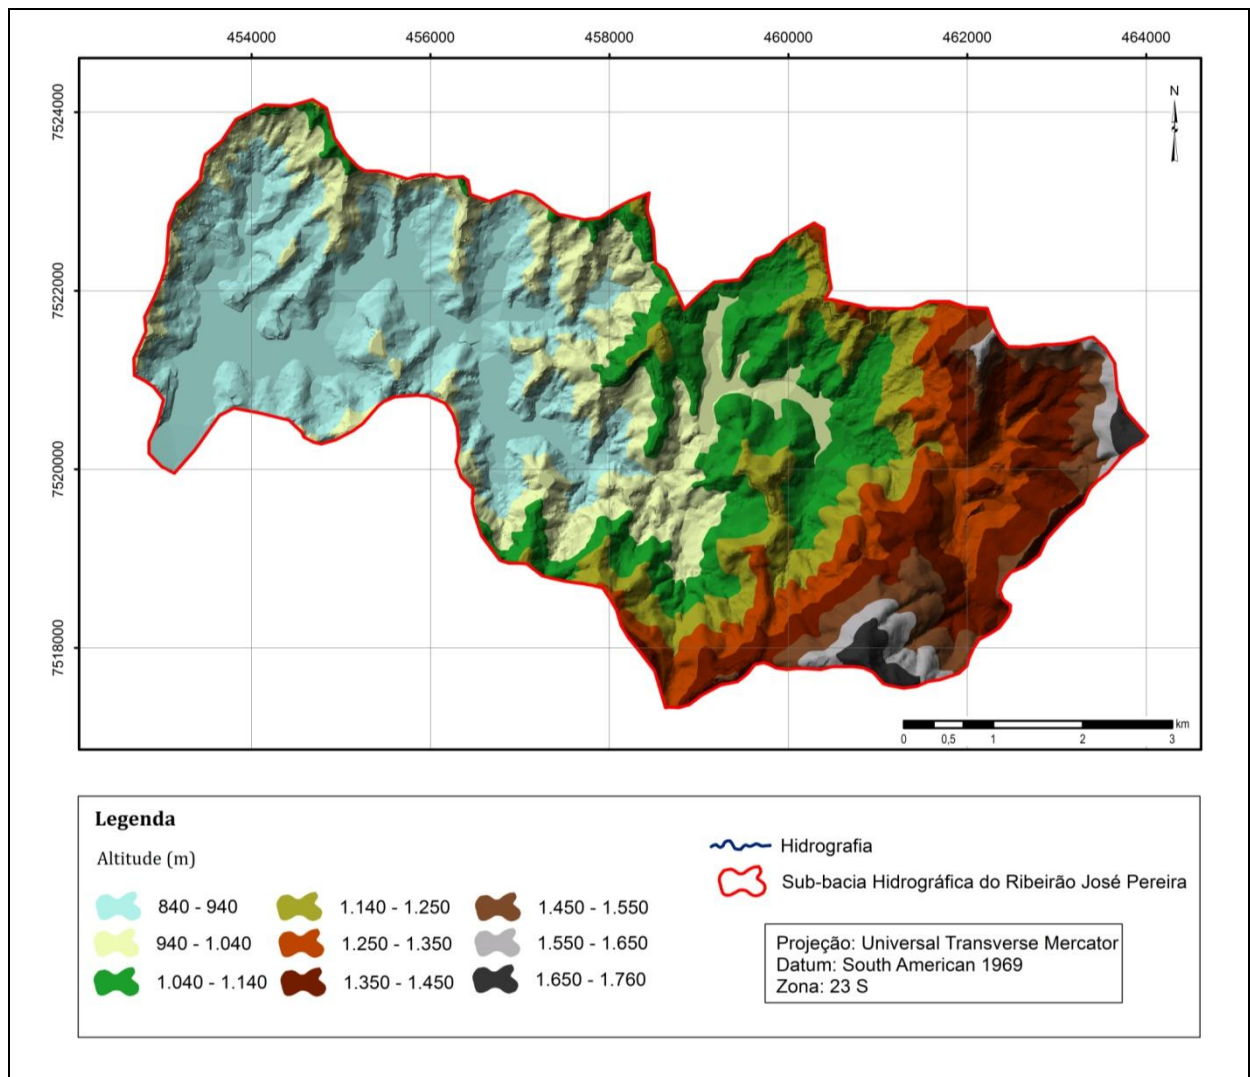 454000 456000 458000 460000 462000 464000
7524000
7522000
7520000
7518000
N
km
0 0,5 1 2 3
Legenda
Altitude (m)
840 - 940
940 - 1.040
1.040 - 1.140
1.140 - 1.250
1.250 - 1.350
1.350 - 1.450
1.450 - 1.550
1.550 - 1.650
1.650 - 1.760
Hidrografia
Sub-bacia Hidrográfica do Ribeirão José Pereira
Projeção: Universal Transverse Mercator
Datum: South American 1969
Zona: 23 S